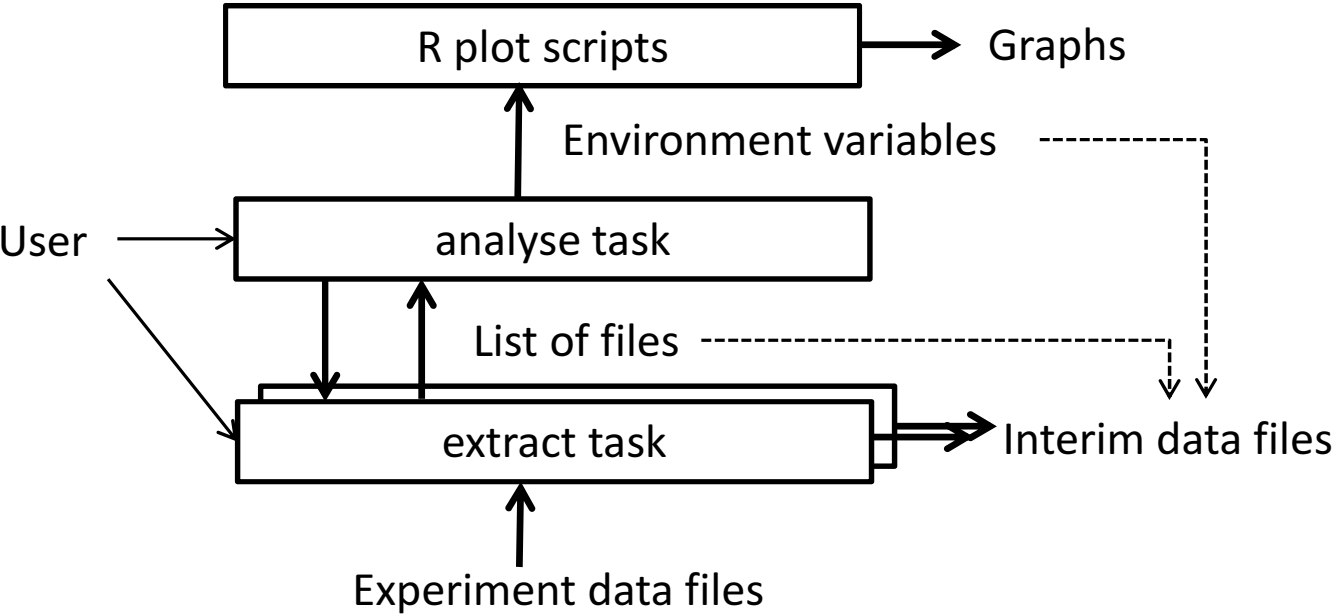 R plot scripts
Graphs
Environment variables
User
analyse task
List of files
extract task
Interim data files
Experiment data files